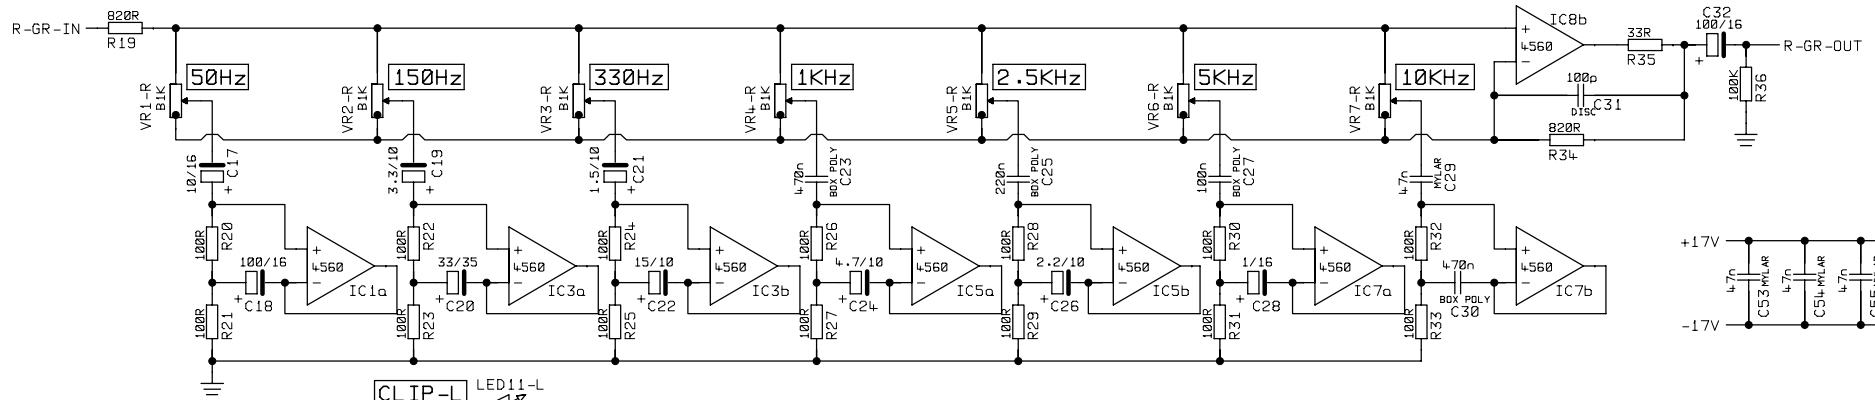 R-GR-IN
820R
R19
50Hz
150Hz
330Hz
1KHz
2.5KHz
5KHz
10KHz
VR1-R
B1K
VR2-R
B1K
VR3-R
B1K
VR4-R
B1K
VR5-R
B1K
VR6-R
B1K
VR7-R
B1K
IC8b
4560
+
-
33R
R35
C32
100/16
+
R-GR-OUT
100K
R36
100p
C31
DISC
820R
R34
10/16
C17
+
3.3/10
C19
+
1.5/10
C21
+
470n
BOX POLY
C23
220n
BOX POLY
C25
100n
BOX POLY
C27
47n
MYLAR
C29
100R
R20
100/16
+
C18
+
4560
-
IC1a
100R
R21
100R
R22
33/35
+
C20
+
4560
-
IC3a
100R
R23
100R
R24
15/10
+
C22
+
4560
-
IC3b
100R
R25
100R
R26
4.7/10
+
C24
+
4560
-
IC5a
100R
R27
100R
R28
2.2/10
+
C26
+
4560
-
IC5b
100R
R29
100R
R30
1/16
+
C28
+
4560
-
IC7a
100R
R31
100R
R32
470n
BOX POLY
C30
+
4560
-
IC7b
100R
R33
+17V
-17V
47n
C53
MYLAR
47n
C54
MYLAR
47n
CLIP-L
LED11-L